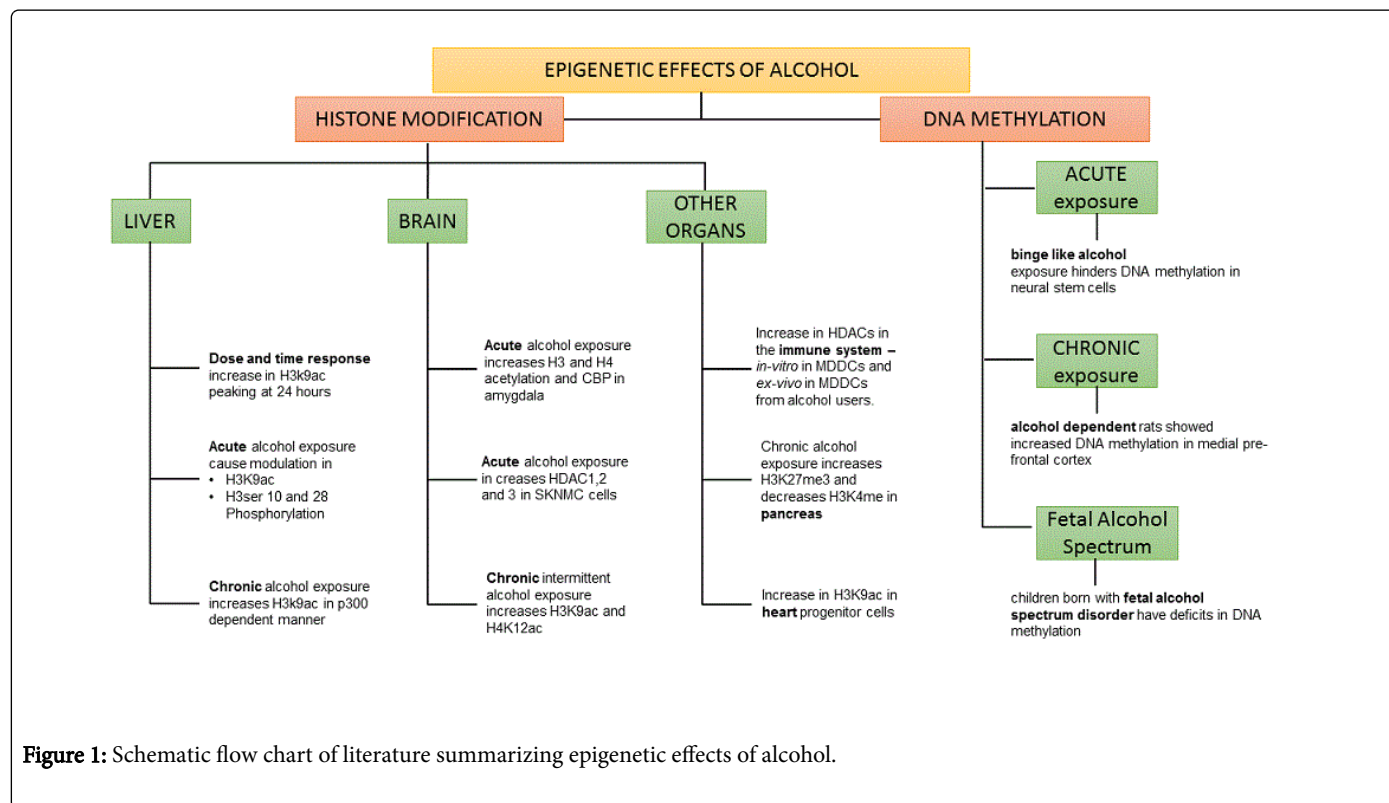 EPIGENETIC EFFECTS OF ALCOHOL
HISTONE MODIFICATION
DNA METHYLATION
LIVER
Dose and time response
increase in H3k9ac
peaking at 24 hours
Acute alcohol exposure
cause modulation in
• H3K9ac
• H3ser 10 and 28
Phosphorylation
Chronic alcohol exposure
increases H3k9ac in p300
dependent manner
BRAIN
Acute alcohol exposure
increases H3 and H4
acetylation and CBP in
amygdala
Acute alcohol exposure
in creases HDAC1,2
and 3 in SKNMC cells
Chronic intermittent
alcohol exposure
increases H3K9ac and
H4K12ac
OTHER
ORGANS
Increase in HDACs in
the immune system –
in-vitro in MDDCs and
ex-vivo in MDDCs
from alcohol users.
Chronic alcohol
exposure increases
H3K27me3 and
decreases H3K4me in
pancreas
Increase in H3K9ac in
heart progenitor cells
ACUTE
exposure
binge like alcohol
exposure hinders DNA methylation in
neural stem cells
CHRONIC
exposure
alcohol dependent rats showed
increased DNA methylation in medial pre-
frontal cortex
Fetal Alcohol
Spectrum
children born with fetal alcohol
spectrum disorder have deficits in DNA
methylation
Figure 1: Schematic flow chart of literature summarizing epigenetic effects of alcohol.